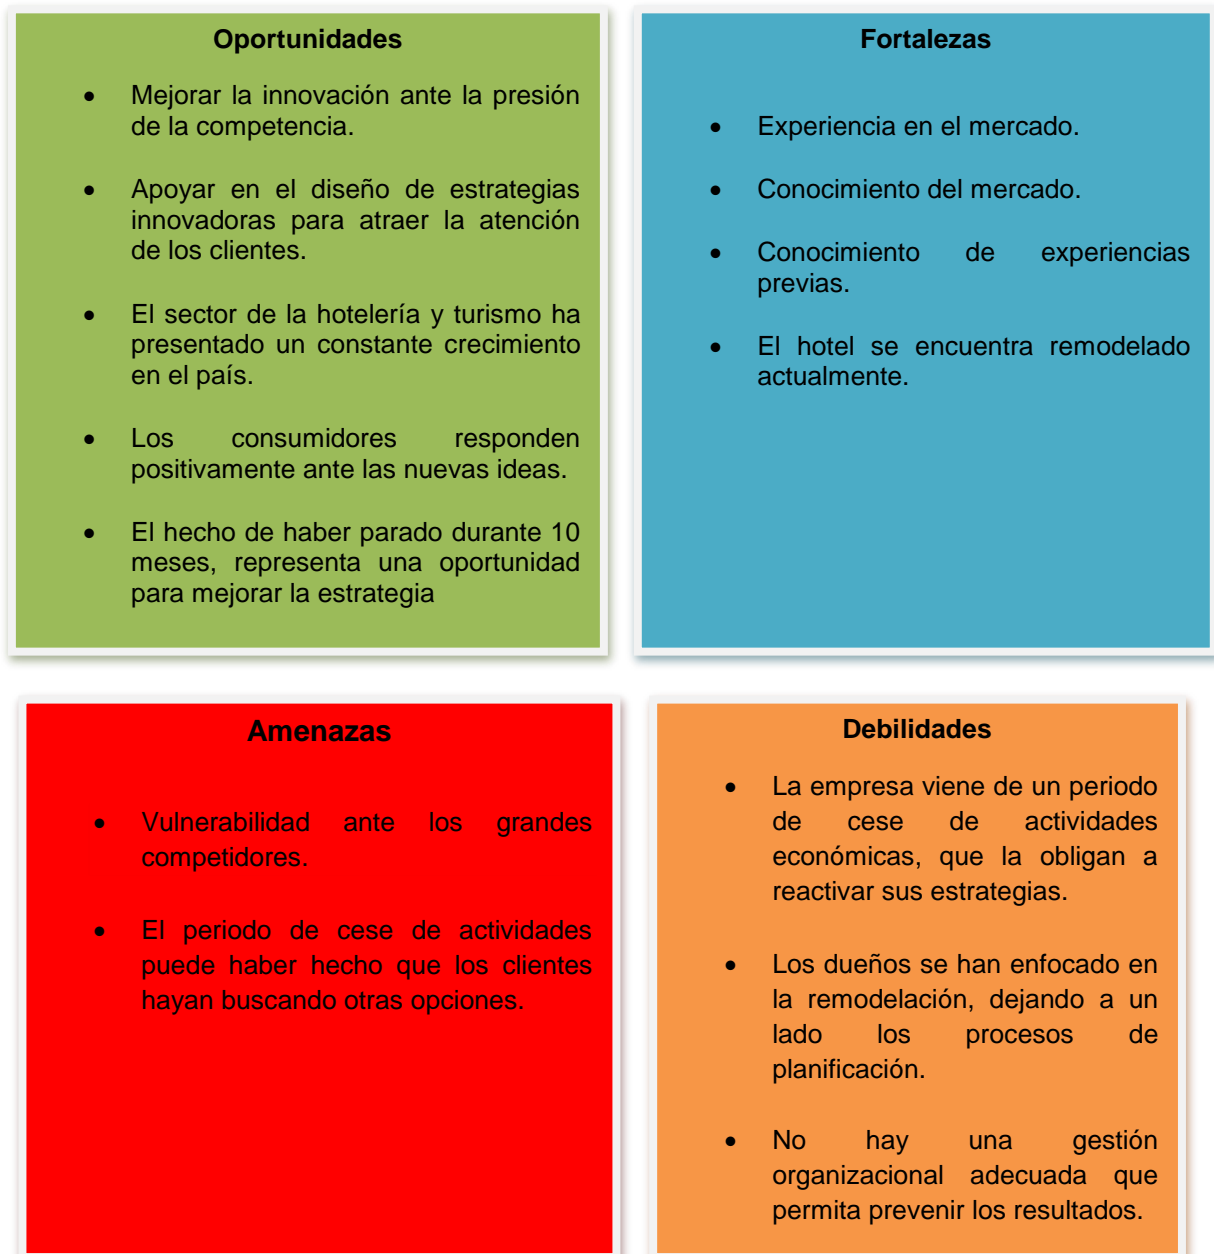 Oportunidades
• Mejorar la innovación ante la presión
de la competencia.
• Apoyar en el diseño de estrategias
innovadoras para atraer la atención
de los clientes.
• El sector de la hotelería y turismo ha
presentado un constante crecimiento
en el país.
• Los consumidores responden
positivamente ante las nuevas ideas.
• El hecho de haber parado durante 10
meses, representa una oportunidad
para mejorar la estrategia
Fortalezas
• Experiencia en el mercado.
• Conocimiento del mercado.
• Conocimiento de experiencias
previas.
• El hotel se encuentra remodelado
actualmente.
Amenazas
• Vulnerabilidad ante los grandes
competidores.
• El periodo de cese de actividades
puede haber hecho que los clientes
hayan buscando otras opciones.
Debilidades
• La empresa viene de un periodo
de cese de actividades
económicas, que la obligan a
reactivar sus estrategias.
• Los dueños se han enfocado en
la remodelación, dejando a un
lado los procesos de
planificación.
• No hay una gestión
organizacional adecuada que
permita prevenir los resultados.